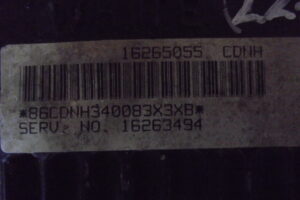 16265055 CDNH
*86CDNH340083X3XB*
SERV. NO. 16263494